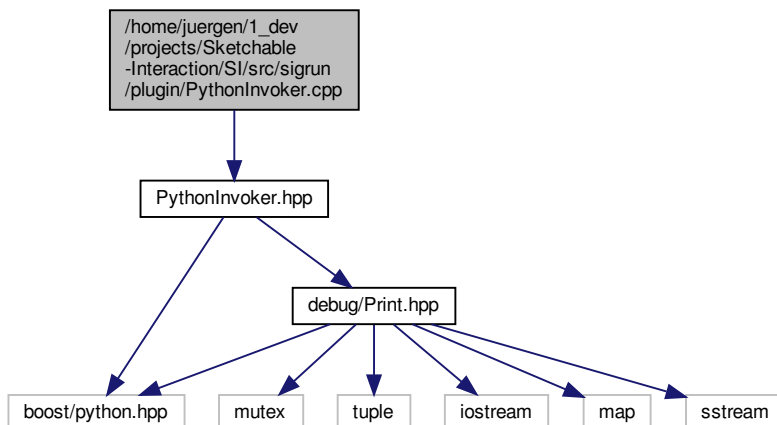 /home/juergen/1_dev
/projects/Sketchable
-Interaction/SI/src/sigrun
/plugin/PythonInvoker.cpp
PythonInvoker.hpp
debug/Print.hpp
boost/python.hpp
mutex
tuple
iostream
map
sstream